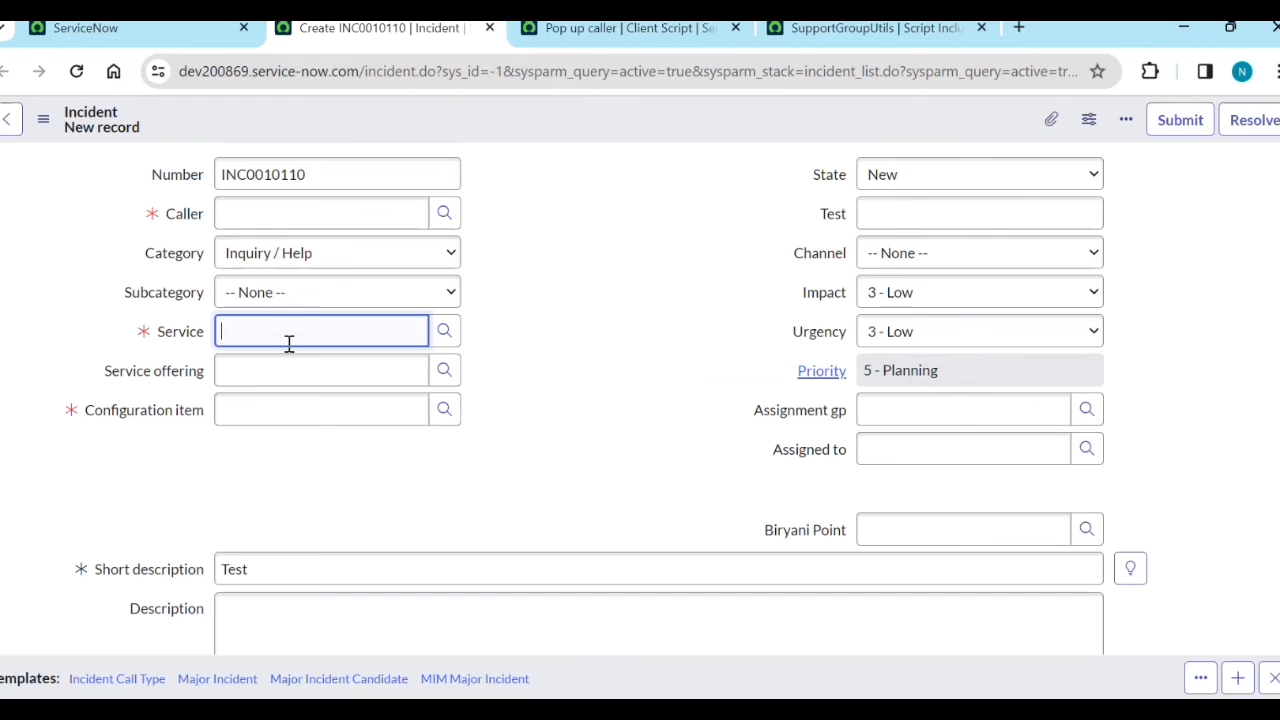 ServiceNow
Create INC0010110 | Incident |
Pop up caller | Client Script | Se
SupportGroupUtils | Script Inclu
dev200869.service-now.com/incident.do?sys_id=-1&sysparm_query=active=true&sysparm_stack=incident_list.do?sysparm_query=active=tr...
N
Incident
New record
Submit
Resolve
Number INC0010110
State New
* Caller
Test
Category Inquiry / Help
Channel -- None --
Subcategory -- None --
Impact 3 - Low
* Service
Urgency 3 - Low
Service offering
Priority 5 - Planning
* Configuration item
Assignment gp
Assigned to
Biryani Point
* Short description Test
Description
emplates: Incident Call Type Major Incident Major Incident Candidate MIM Major Incident